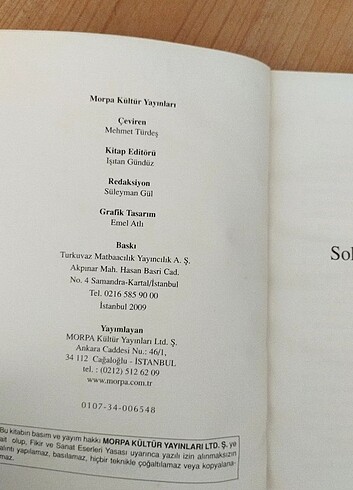 Morpa Kültür Yayınları
Çeviren
Mehmet Türdeş
Kitap Editörü
Işıtan Gündüz
Redaksiyon
Süleyman Gül
Grafik Tasarım
Emel Atlı
Baskı
Turkuvaz Matbaacılık Yayıncılık A. Ş.
Akpınar Mah. Hasan Basri Cad.
No. 4 Samandra-Kartal/İstanbul
Tel. 0216 585 90 00
İstanbul 2009
Yayımlayan
MORPA Kültür Yayınları Ltd. Ş.
Ankara Caddesi Nu.: 46/1,
34 112 Cağaloğlu - İSTANBUL
tel. : (0212) 512 62 09
www.morpa.com.tr
0107-34-006548
Bu kitabın basım ve yayım hakkı MORPA KÜLTÜR YAYINLARI LTD. Ş. ye
ait olup, Fikir ve Sanat Eserleri Yasası uyarınca yazılı izin alınmaksızın
alıntı yapılamaz, basılamaz, hiçbir teknikle çoğaltılamaz veya kopyalana-
maz.
Sol